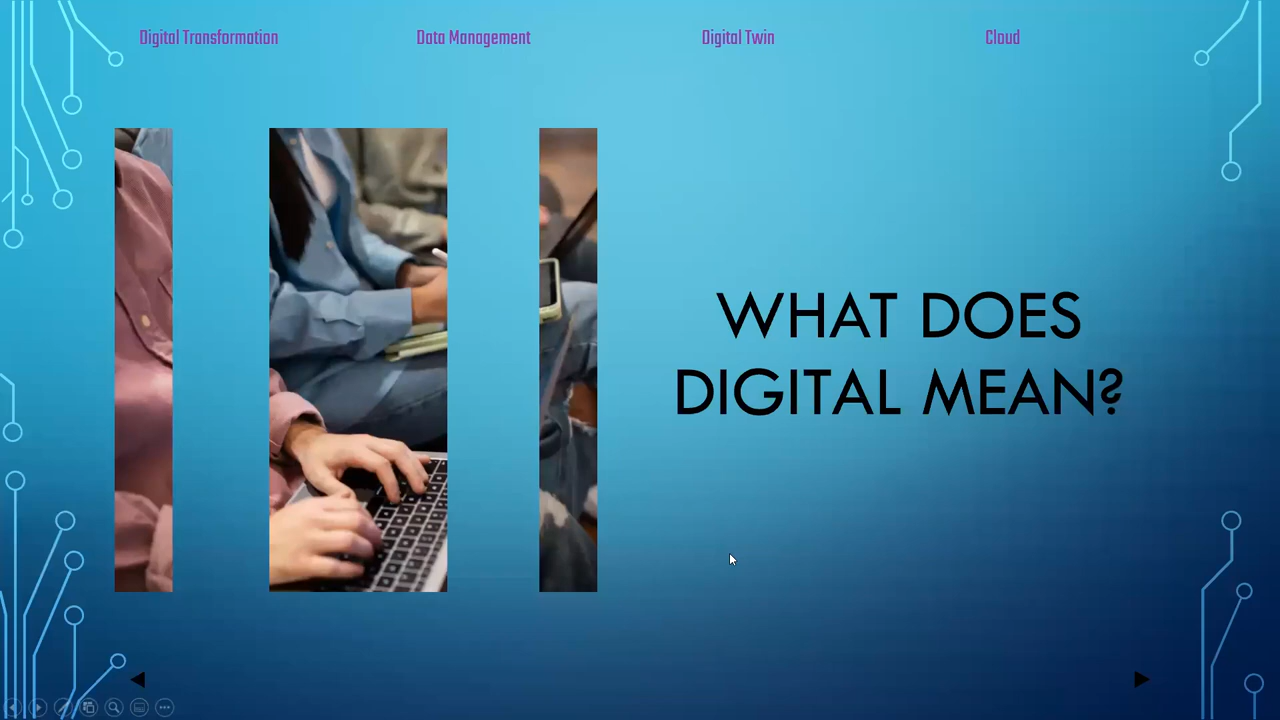 Digital Transformation
Data Management
Digital Twin
Cloud
WHAT DOES
DIGITAL MEAN?